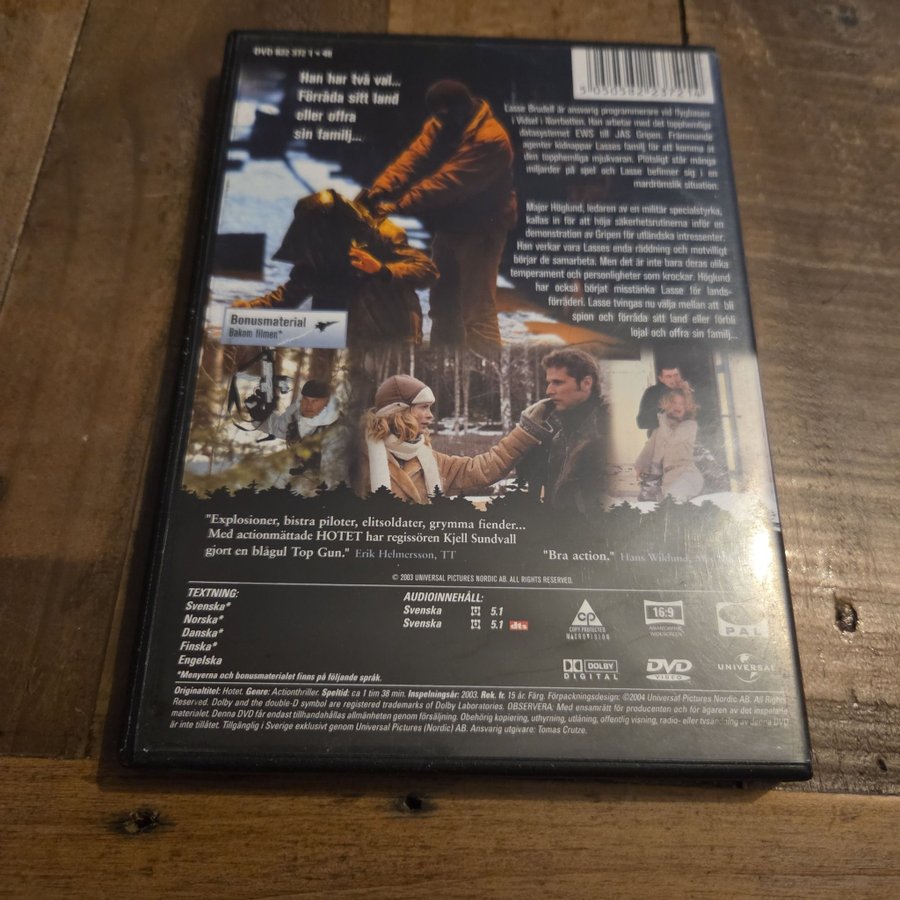 DVD 822 372 1 • 46
5 050582 237214
Han har två val...
Förråda sitt land
eller offra
sin familj...
Lasse Brudell är ansvarig programmerare vid flygbasen
i Vidsel i Norrbotten. Han arbetar med det topphemliga
datasystemet EWS till JAS Gripen. Främmande
agenter kidnappar Lasses familj för att komma åt
den topphemliga mjukvaran. Plötsligt står många
miljarder på spel och Lasse befinner sig i en
mardrömslik situation.
Major Höglund, ledaren av en militär specialstyrka,
kallas in för att höja säkerhetsrutinerna inför en
demonstration av Gripen för utländska intressenter.
Han verkar vara Lasses enda räddning och motvilligt
börjar de samarbeta. Men det är inte bara deras olika
temperament och personligheter som krockar. Höglund
har också börjat misstänka Lasse för lands-
förräderi. Lasse tvingas nu välja mellan att bli
spion och förråda sitt land eller förbli
lojal och offra sin familj...
Bonusmaterial
Bakom filmen*
"Explosioner, bistra piloter, elitsoldater, grymma fiender...
Med actionmättade HOTET har regissören Kjell Sundvall
gjort en blågul Top Gun." Erik Helmersson, TT
"Bra action." Hans Wiklund,
© 2003 UNIVERSAL PICTURES NORDIC AB. ALL RIGHTS RESERVED.
TEXTNING:
Svenska*
Norska*
Danska*
Finska*
Engelska
*Menyerna och bonusmaterialet finns på följande språk.
AUDIOINNEHÅLL:
Svenska 5.1
Svenska 5.1 dts
CP
COPY PROTECTED
MACROVISION
16:9
ANAMORPHIC
WIDESCREEN
PAL
DOLBY
DIGITAL
DVD
VIDEO
UNIVERSAL
Originaltitel: Hotet. Genre: Actionthriller. Speltid: ca 1 tim 38 min. Inspelningsår: 2003. Rek. fr. 15 år. Färg. Förpackningsdesign: ©2004 Universal Pictures Nordic AB. All Rights
Reserved. Dolby and the double-D symbol are registered trademarks of Dolby Laboratories. OBSERVERA: Med ensamrätt för producenten och för ägaren av det inspelade
materialet. Denna DVD får endast tillhandahållas allmänheten genom försäljning. Obehörig kopiering, uthyrning, utlåning, offentlig visning, radio- eller tvsändning av denna DVD
är inte tillåtet. Tillgänglig i Sverige exklusivt genom Universal Pictures (Nordic) AB. Ansvarig utgivare: Tomas Crutze.